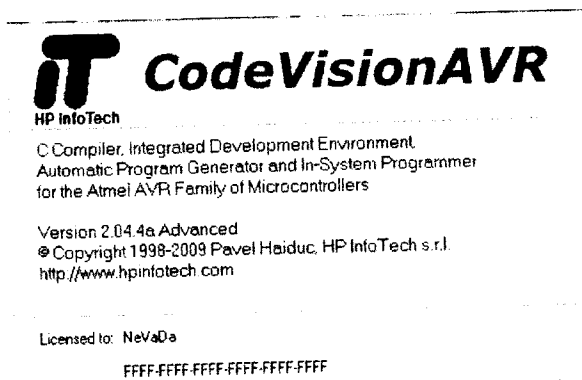 iT CodeVisionAVR
HP InfoTech
C Compiler, Integrated Development Environment,
Automatic Program Generator and In-System Programmer
for the Atmel AVR Family of Microcontrollers
Version 2.04.4a Advanced
© Copyright 1998-2009 Pavel Haiduc, HP InfoTech s.r.l.
http://www.hpinfotech.com
Licensed to: NeVaDa
FFFF-FFFF-FFFF-FFFF-FFFF-FFFF